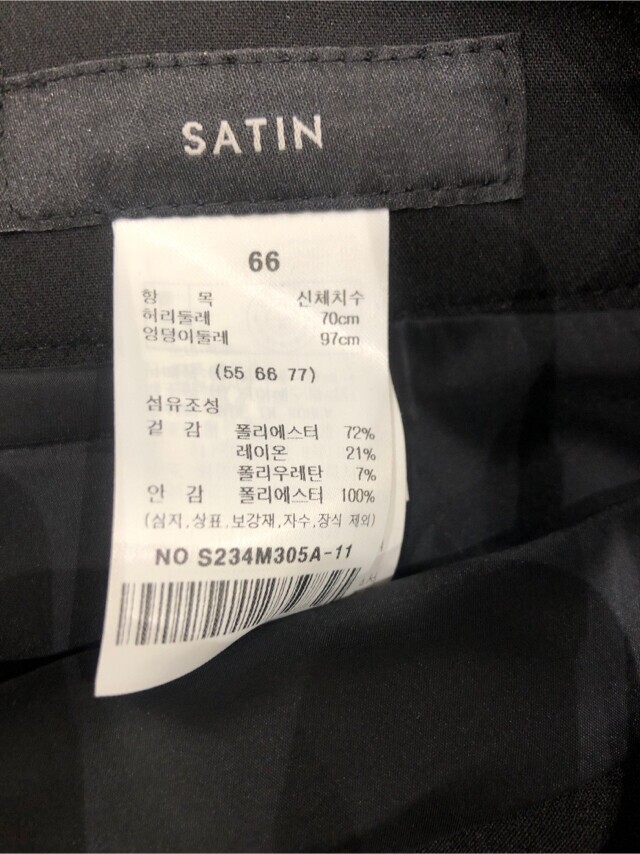 SATIN
66
항 목 신체치수
허리둘레 70cm
엉덩이둘레 97cm
(55 66 77)
섬유조성
겉 감 폴리에스터 72%
레이온 21%
폴리우레탄 7%
안 감 폴리에스터 100%
(심지,상표,보강재,자수,장식 제외)
NO S234M305A-11